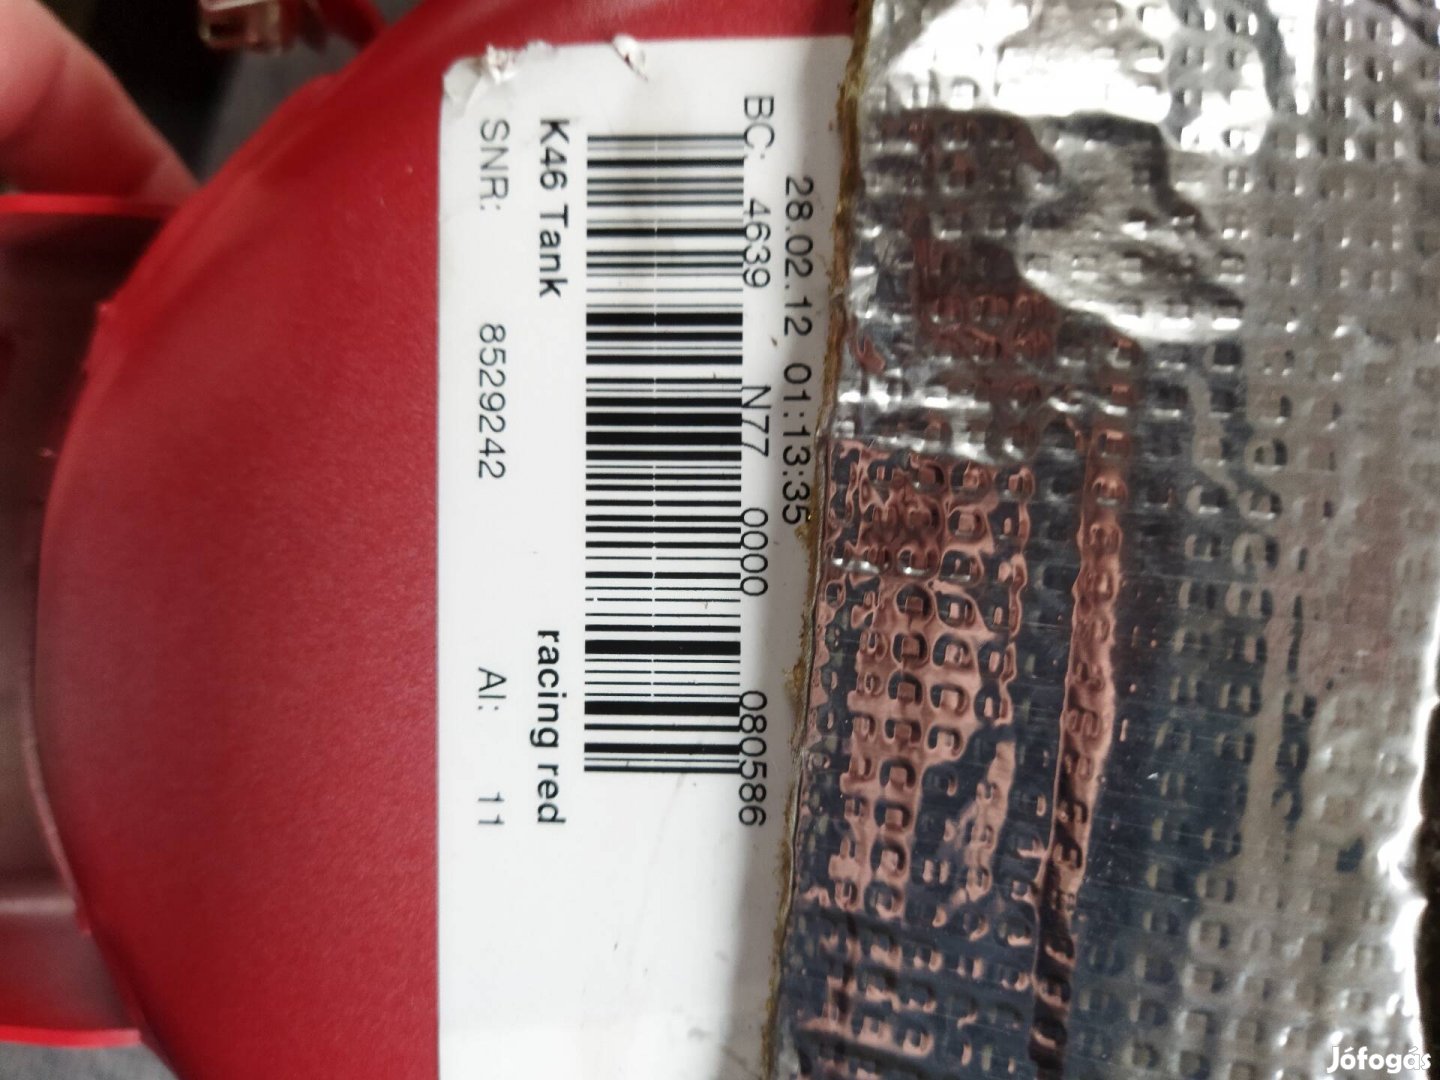 28.02.12 01:13:35
BC: 4639 N77 0000 080586
K46 Tank racing red
SNR: 8529242 AI: 11
Jófogás